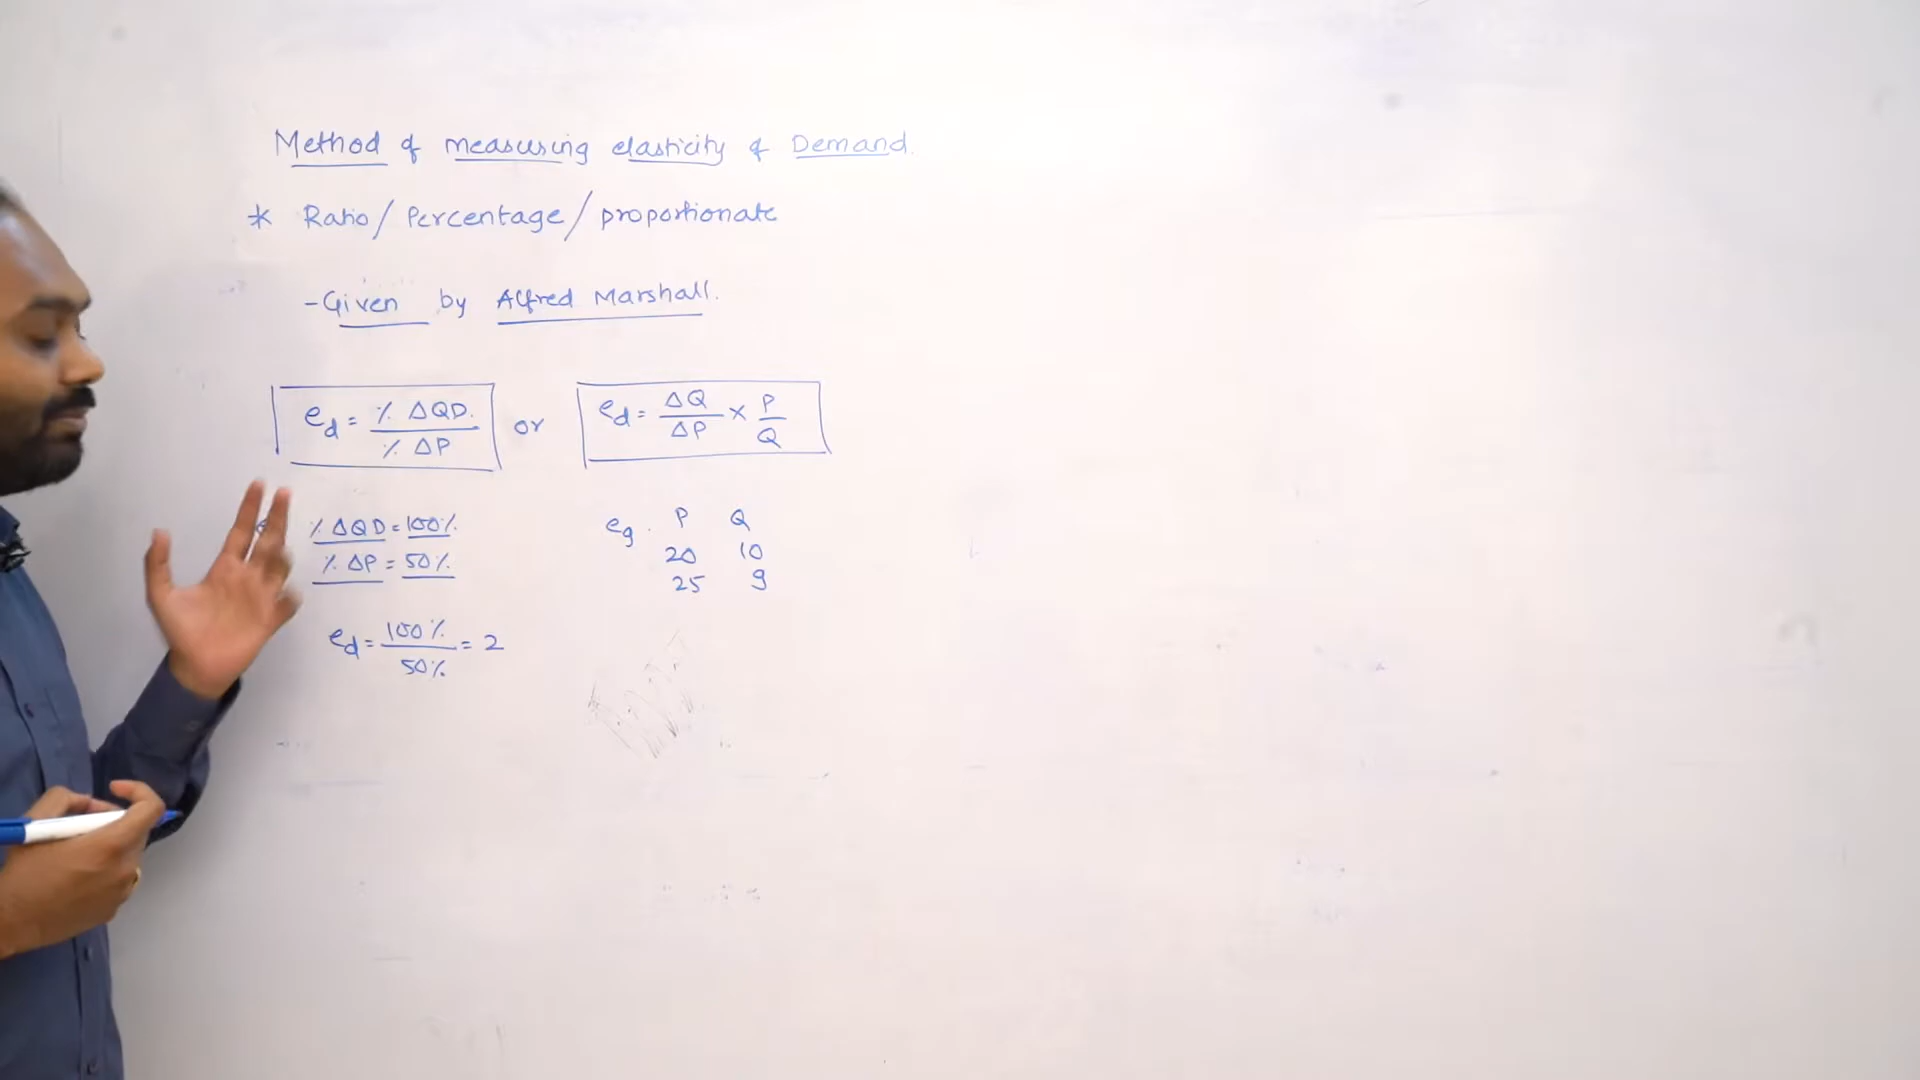 Method of measuring elasticity of Demand.
* Ratio/Percentage/proportionate
- Given by Alfred Marshall.
ed = % ΔQD. / % ΔP or ed = ΔQ/ΔP × P/Q
% ΔQD = 100%.
% ΔP = 50%.
ed = 100% / 50% = 2
eg. P Q
20 10
25 9